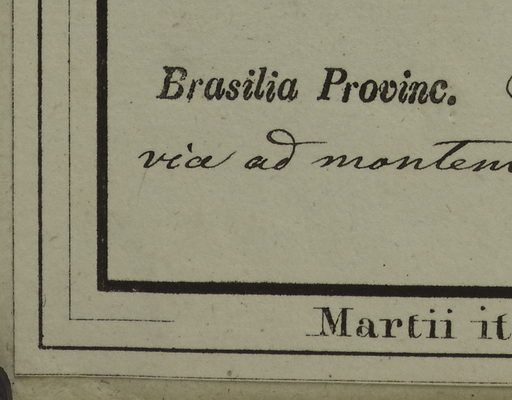 Brasilia Provinc.
via ad montem
Martii it